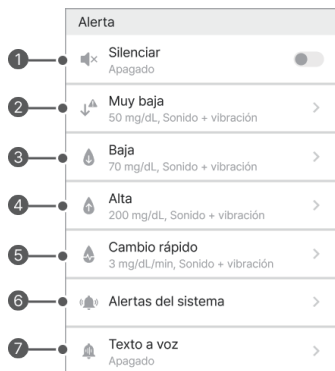 Alerta
1
Silenciar
Apagado
2
Muy baja
50 mg/dL, Sonido + vibración
3
Baja
70 mg/dL, Sonido + vibración
4
Alta
200 mg/dL, Sonido + vibración
5
Cambio rápido
3 mg/dL/min, Sonido + vibración
6
Alertas del sistema
7
Texto a voz
Apagado